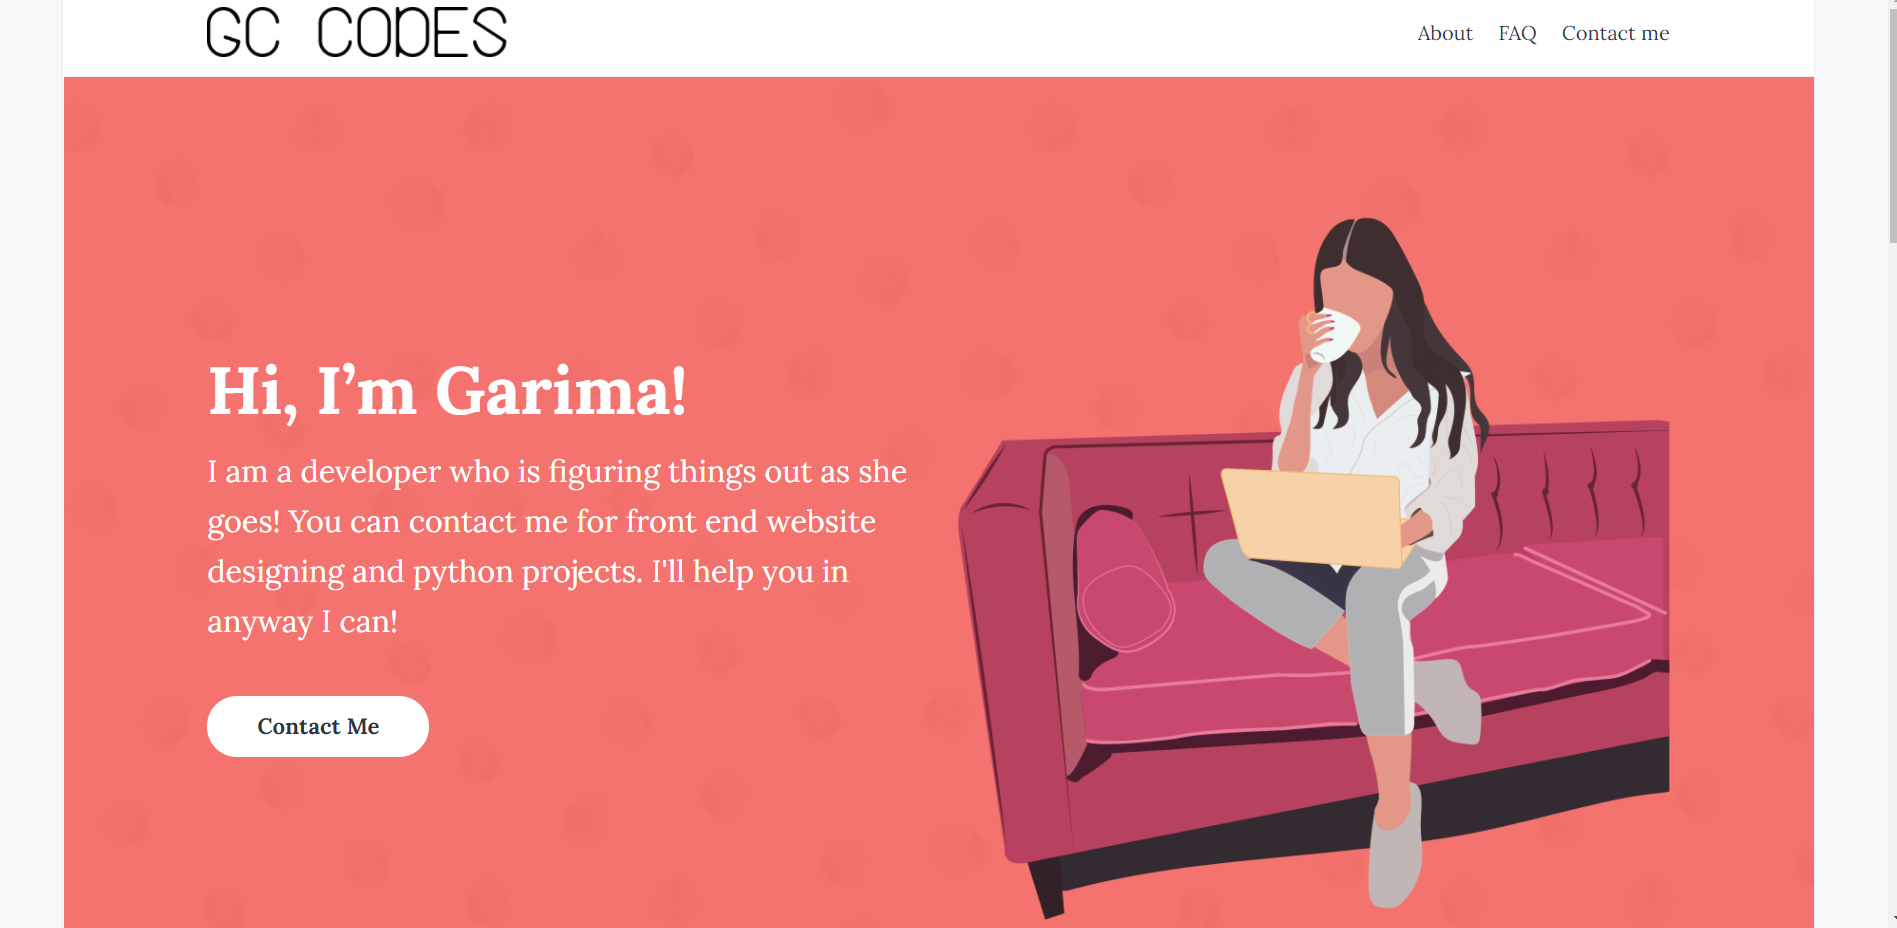 GC CODES
About FAQ Contact me
Hi, I’m Garima!
I am a developer who is figuring things out as she
goes! You can contact me for front end website
designing and python projects. I'll help you in
anyway I can!
Contact Me